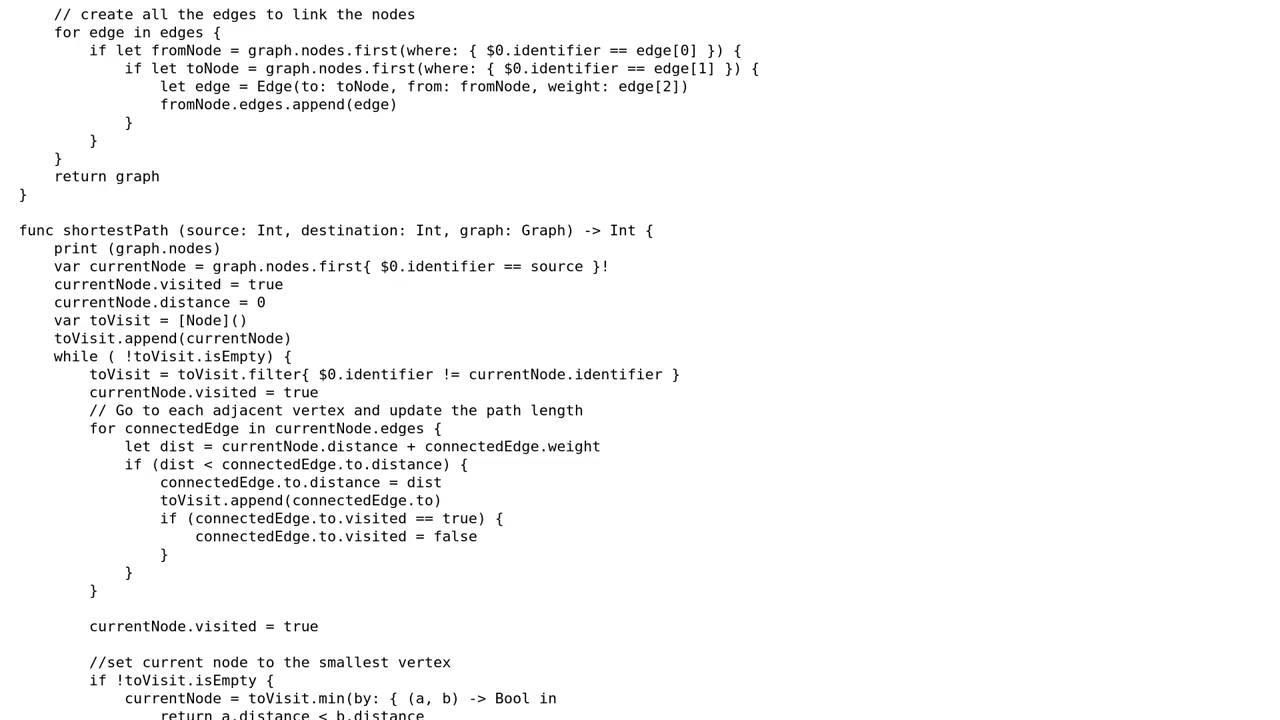 // create all the edges to link the nodes
for edge in edges {
if let fromNode = graph.nodes.first(where: { $0.identifier == edge[0] }) {
if let toNode = graph.nodes.first(where: { $0.identifier == edge[1] }) {
let edge = Edge(to: toNode, from: fromNode, weight: edge[2])
fromNode.edges.append(edge)
}
}
}
return graph
}
func shortestPath (source: Int, destination: Int, graph: Graph) -> Int {
print (graph.nodes)
var currentNode = graph.nodes.first{ $0.identifier == source }!
currentNode.visited = true
currentNode.distance = 0
var toVisit = [Node]()
toVisit.append(currentNode)
while ( !toVisit.isEmpty) {
toVisit = toVisit.filter{ $0.identifier != currentNode.identifier }
currentNode.visited = true
// Go to each adjacent vertex and update the path length
for connectedEdge in currentNode.edges {
let dist = currentNode.distance + connectedEdge.weight
if (dist < connectedEdge.to.distance) {
connectedEdge.to.distance = dist
toVisit.append(connectedEdge.to)
if (connectedEdge.to.visited == true) {
connectedEdge.to.visited = false
}
}
}
currentNode.visited = true
//set current node to the smallest vertex
if !toVisit.isEmpty {
currentNode = toVisit.min(by: { (a, b) -> Bool in
return a.distance < b.distance